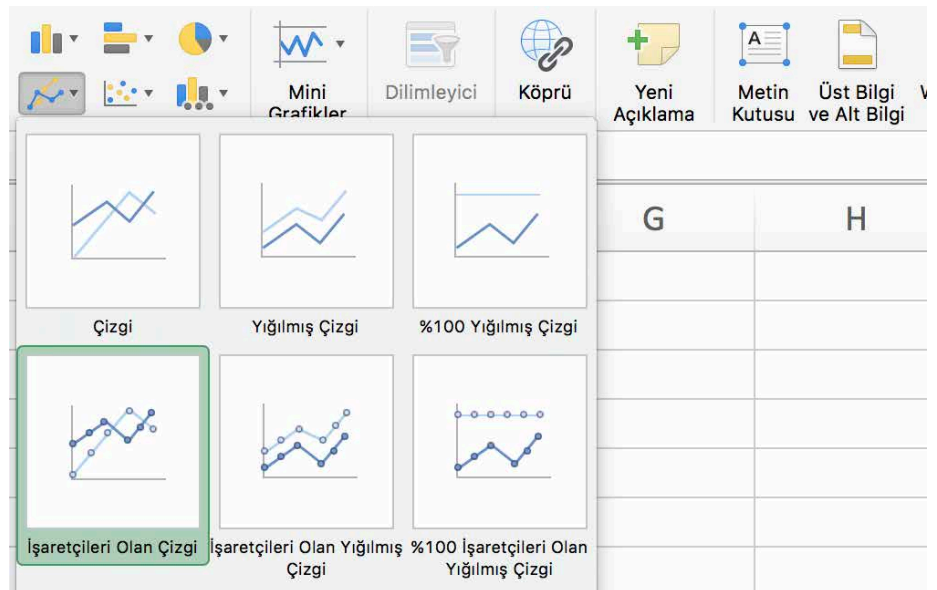 Mini
Grafikler
Dilimleyici
Köprü
Yeni
Açıklama
A
Metin
Kutusu
Üst Bilgi
ve Alt Bilgi
G
H
Çizgi
Yığılmış Çizgi
%100 Yığılmış Çizgi
İşaretçileri Olan Çizgi
İşaretçileri Olan Yığılmış
Çizgi
%100 İşaretçileri Olan
Yığılmış Çizgi